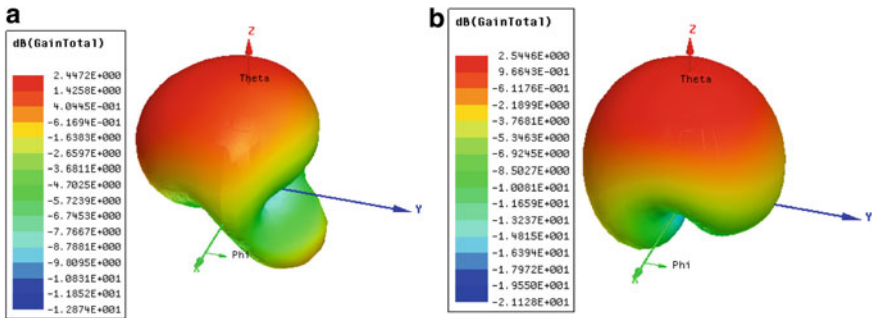 a
dB(GainTotal)
2.4472E+000
1.4258E+000
4.0445E-001
-6.1694E-001
-1.6383E+000
-2.6597E+000
-3.6811E+000
-4.7025E+000
-5.7239E+000
-6.7453E+000
-7.7667E+000
-8.7881E+000
-9.8095E+000
-1.0831E+001
-1.1852E+001
-1.2874E+001
Z
Theta
Y
X
Phi
b
dB(GainTotal)
2.5446E+000
9.6643E-001
-6.1176E-001
-2.1899E+000
-3.7681E+000
-5.3463E+000
-6.9245E+000
-8.5027E+000
-1.0081E+001
-1.1659E+001
-1.3237E+001
-1.4815E+001
-1.6394E+001
-1.7972E+001
-1.9550E+001
-2.1128E+001
Z
Theta
Y
X
Phi